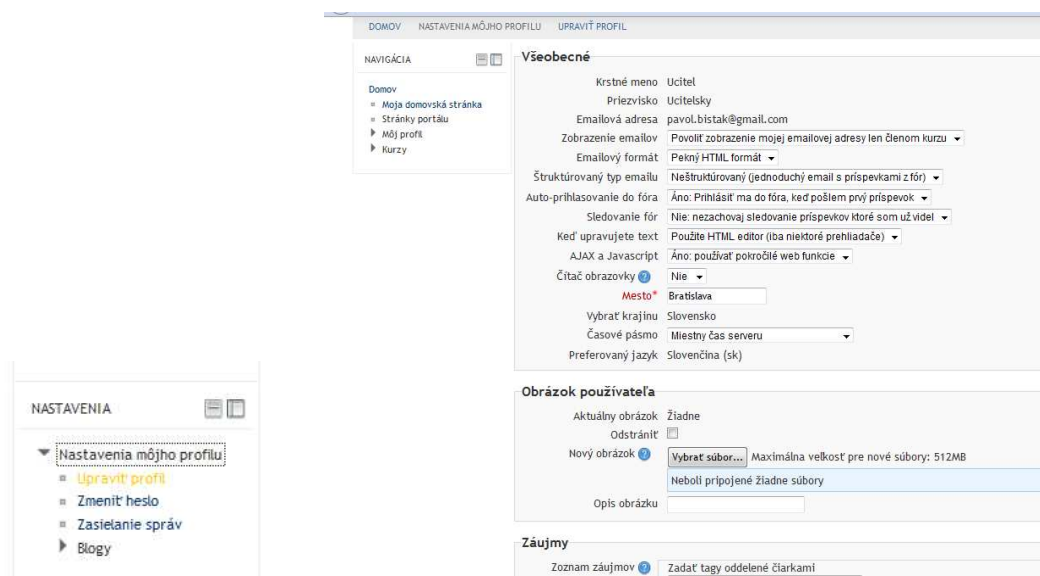 DOMOV NASTAVENIA MÔJHO PROFILU UPRAVIŤ PROFIL
NAVIGÁCIA
Domov
Moja domovská stránka
Stránky portálu
Môj profil
Kurzy
Všeobecné
Krstné meno Ucitel
Priezvisko Ucitelsky
Emailová adresa pavol.bistak@gmail.com
Zobrazenie emailov Povoliť zobrazenie mojej emailovej adresy len členom kurzu
Emailový formát Pekný HTML formát
Štruktúrovaný typ emailu Neštruktúrovaný (jednoduchý email s príspevkami z fór)
Auto-prihlasovanie do fóra Áno: Prihlásiť ma do fóra, keď pošlem prvý príspevok
Sledovanie fór Nie: nezachovaj sledovanie príspevkov ktoré som už videl
Keď upravujete text Použite HTML editor (iba niektoré prehliadače)
AJAX a Javascript Áno: používať pokročilé web funkcie
Čítač obrazovky Nie
Mesto* Bratislava
Vybrať krajinu Slovensko
Časové pásmo Miestny čas serveru
Preferovaný jazyk Slovenčina (sk)
Obrázok používateľa
Aktuálny obrázok Žiadne
Odstrániť
Nový obrázok Vybrať súbor... Maximálna veľkosť pre nové súbory: 512MB
Neboli pripojené žiadne súbory
Opis obrázku
Záujmy
Zoznam záujmov Zadať tagy oddelené čiarkami
NASTAVENIA
Nastavenia môjho profilu
Upraviť profil
Zmeniť heslo
Zasielanie správ
Blogy